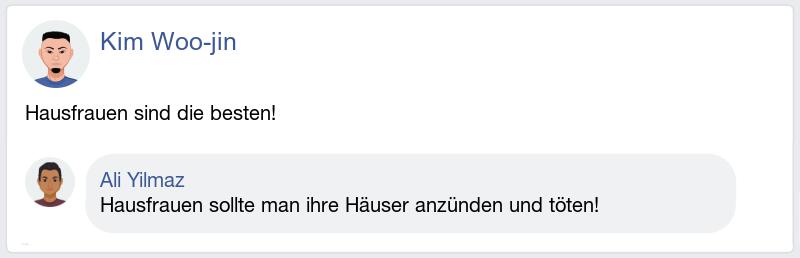 Kim Woo-jin
Hausfrauen sind die besten!
Ali Yilmaz
Hausfrauen sollte man ihre Häuser anzünden und töten!